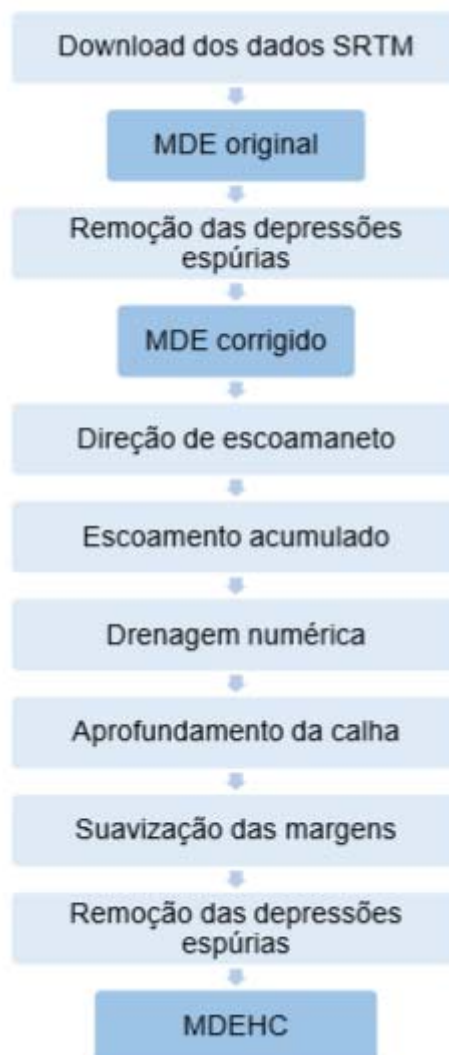 Download dos dados SRTM
MDE original
Remoção das depressões
espúrias
MDE corrigido
Direção de escoamaneto
Escoamento acumulado
Drenagem numérica
Aprofundamento da calha
Suavização das margens
Remoção das depressões
espúrias
MDEHC